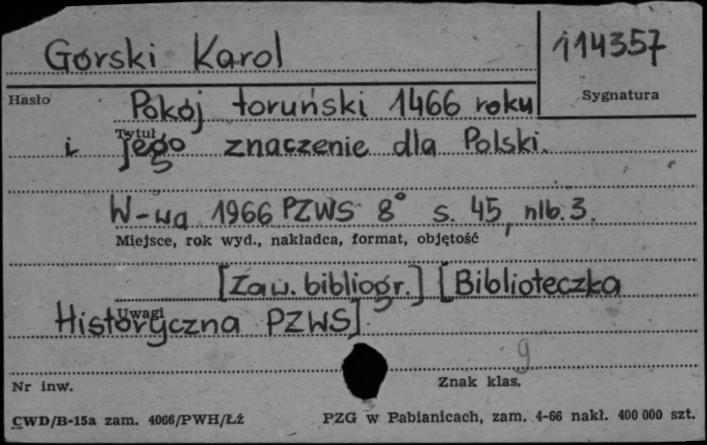 Górski Karol
114357
Hasło
Sygnatura
Pokój toruński 1466 roku
Tytuł
i jego znaczenie dla Polski.
W-wa 1966 PZWS 8° s. 45, nlb. 3.
Miejsce, rok wyd., nakładca, format, objętość
[Zaw. bibliogr.] [Biblioteczka
Uwagi
Historyczna PZWS]
9
Nr inw.
Znak klas.
CWD/B-15a zam. 4066/PWH/Łź
PZG w Pabianicach, zam. 4-66 nakł. 400 000 szt.